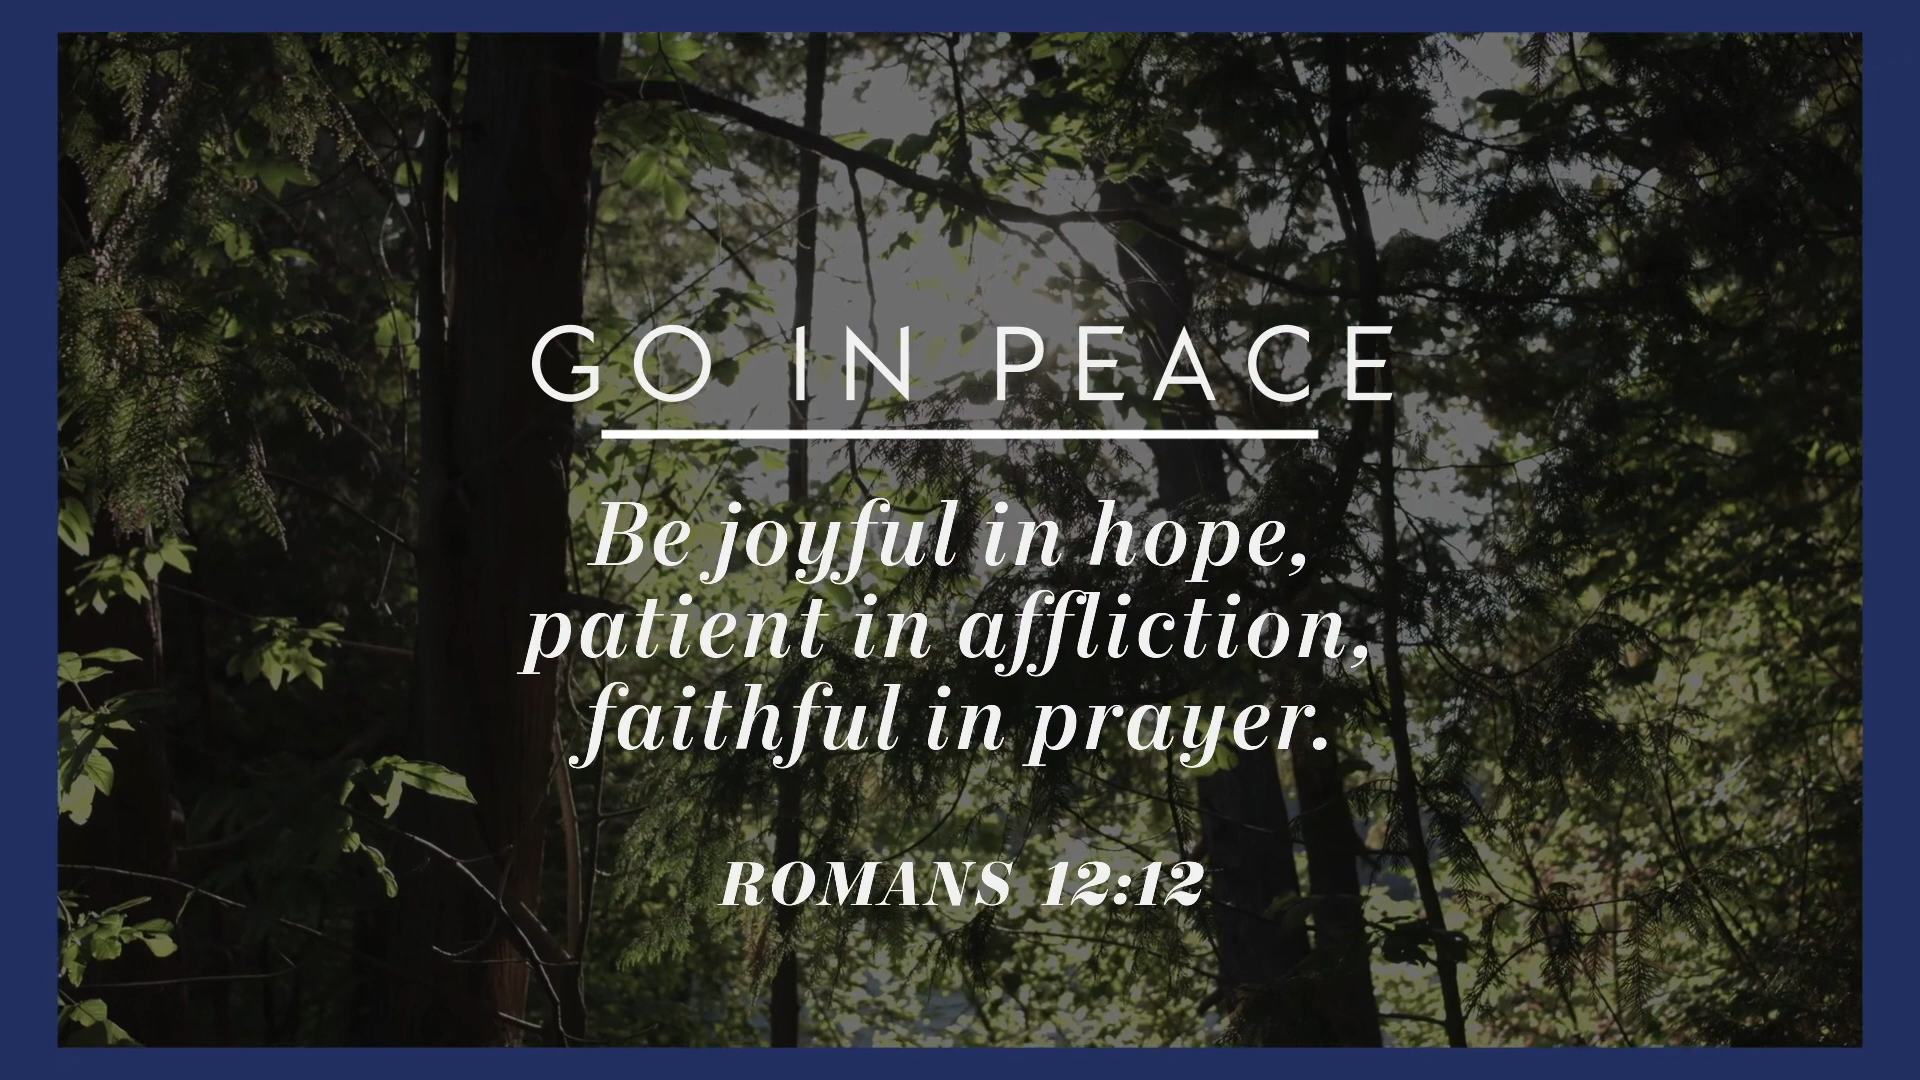 GO IN PEACE
Be joyful in hope,
patient in affliction,
faithful in prayer.
ROMANS 12:12